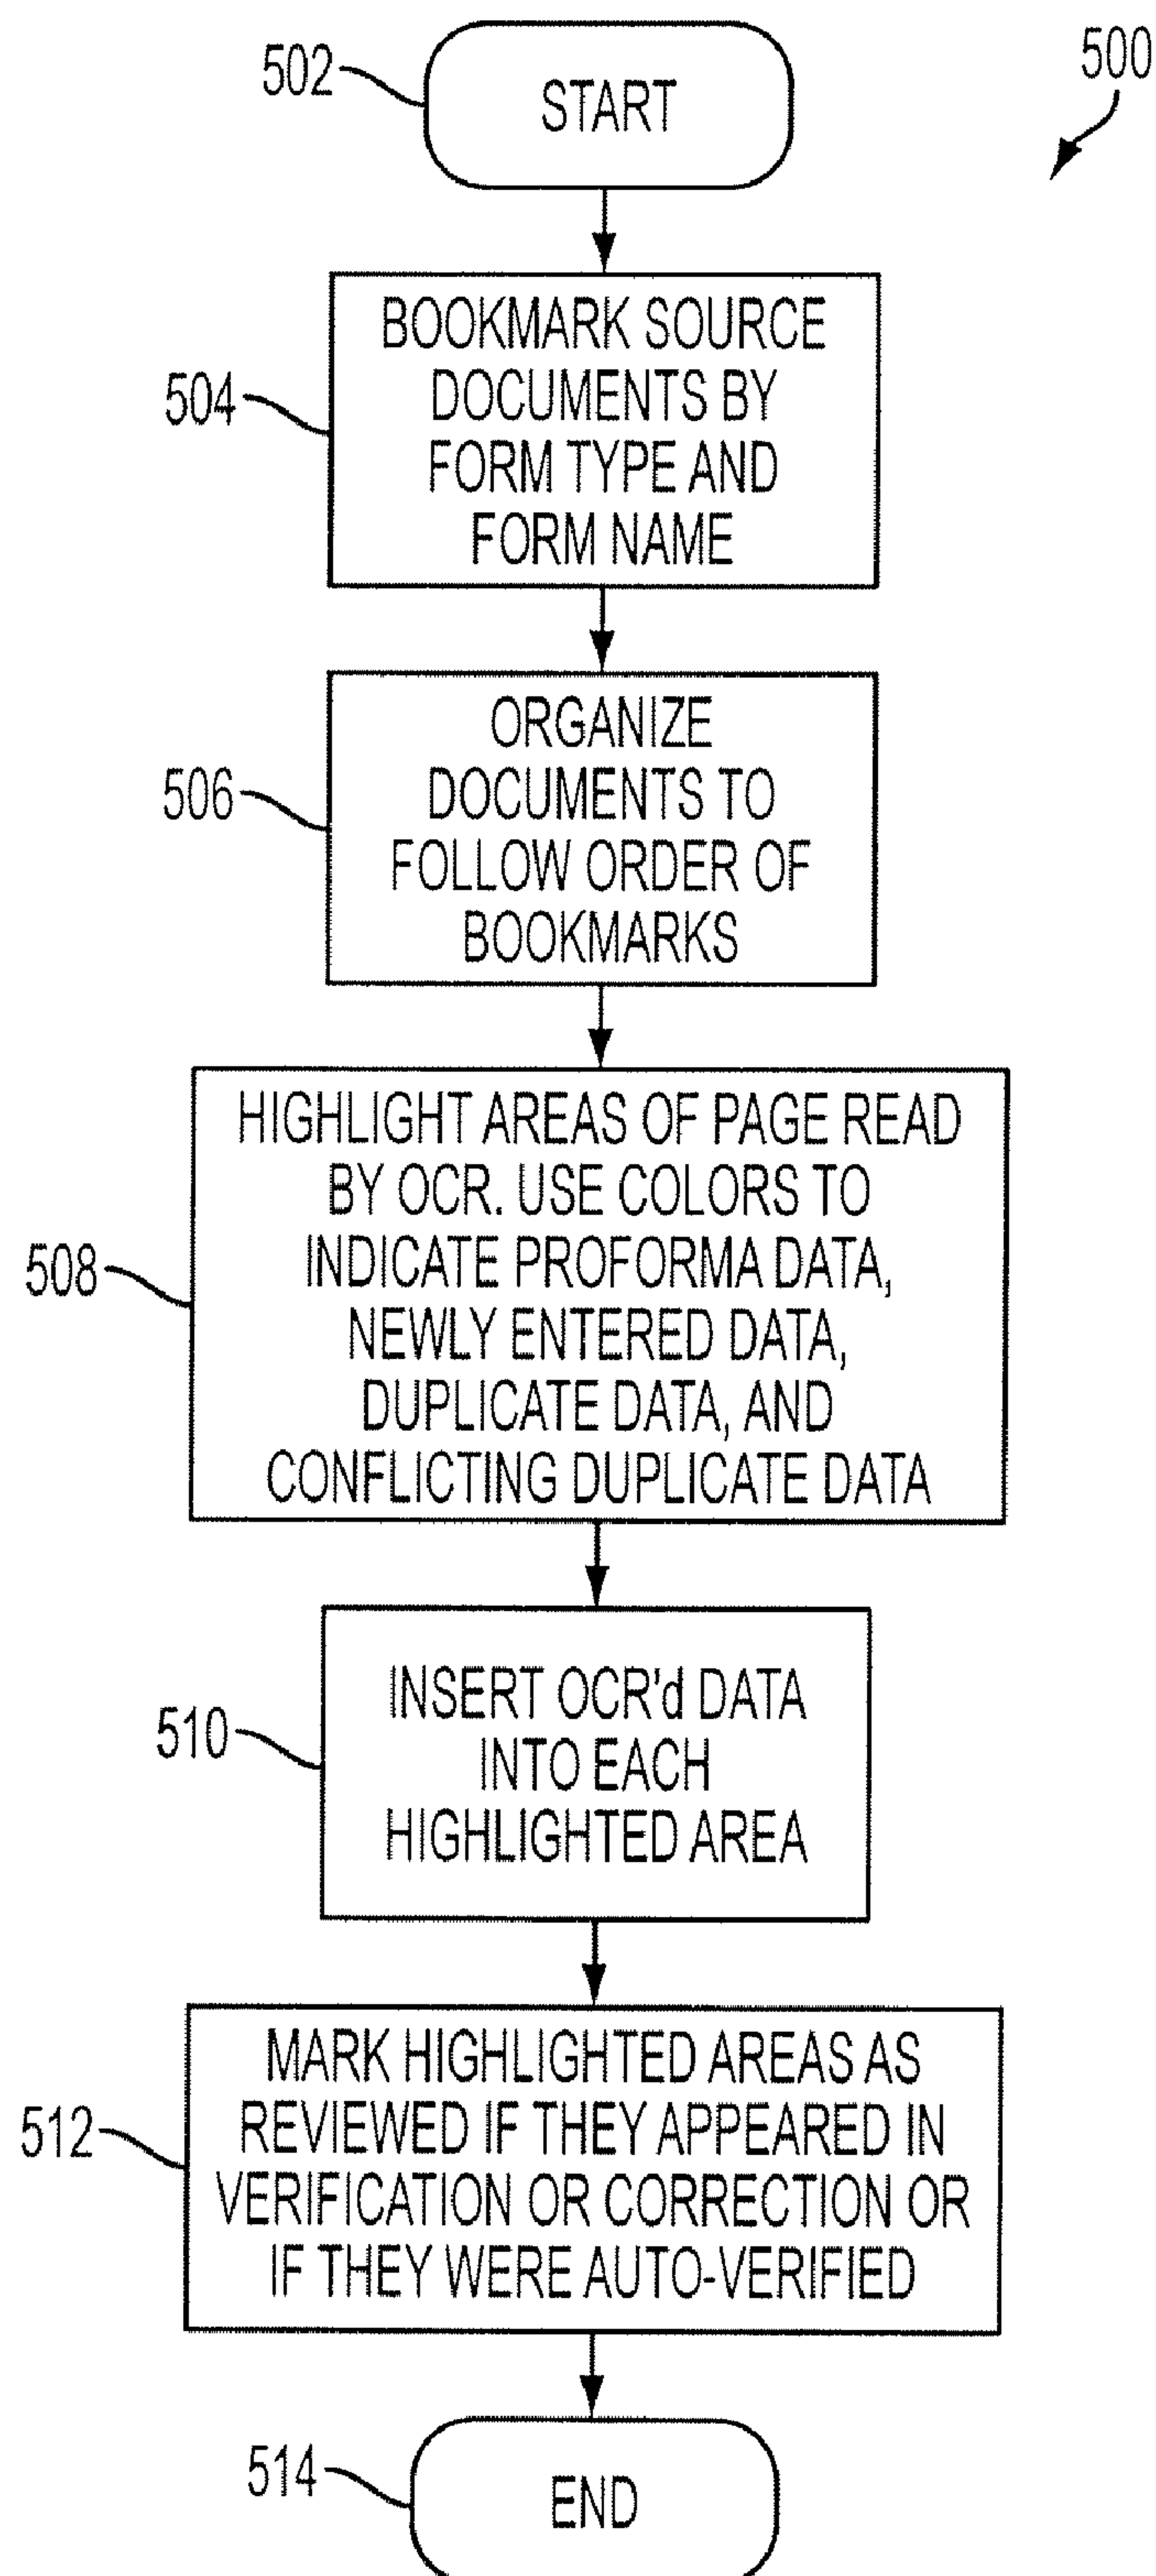 502
START
500
504
BOOKMARK SOURCE
DOCUMENTS BY
FORM TYPE AND
FORM NAME
506
ORGANIZE
DOCUMENTS TO
FOLLOW ORDER OF
BOOKMARKS
508
HIGHLIGHT AREAS OF PAGE READ
BY OCR. USE COLORS TO
INDICATE PROFORMA DATA,
NEWLY ENTERED DATA,
DUPLICATE DATA, AND
CONFLICTING DUPLICATE DATA
510
INSERT OCR'd DATA
INTO EACH
HIGHLIGHTED AREA
512
MARK HIGHLIGHTED AREAS AS
REVIEWED IF THEY APPEARED IN
VERIFICATION OR CORRECTION OR
IF THEY WERE AUTO-VERIFIED
514
END